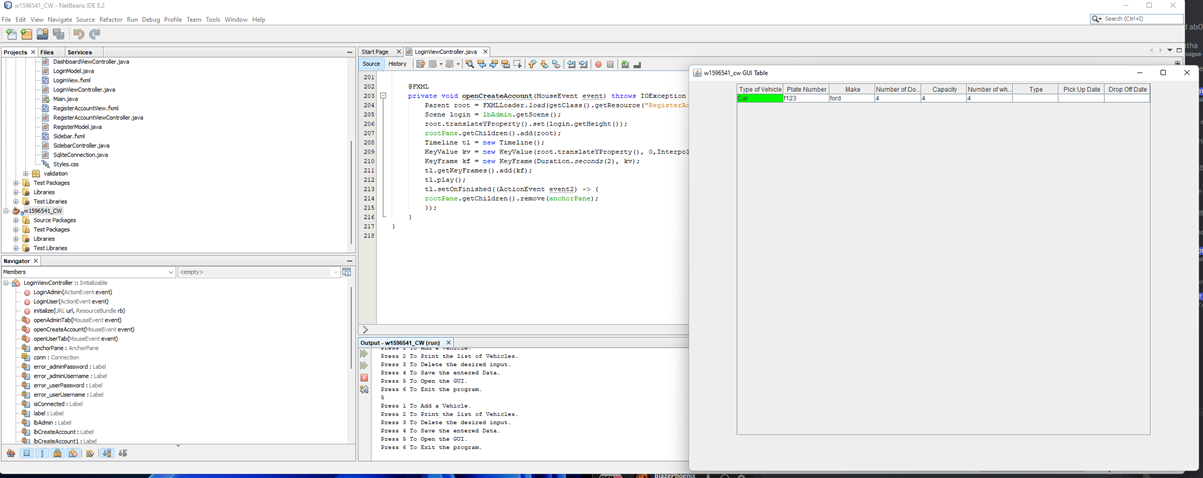 w1596541_CW - NetBeans IDE 8.2
File Edit View Navigate Source Refactor Run Debug Profile Team Tools Window Help
Search (Ctrl+I)
Projects Files Services
DashboardViewController.java
LoginModel.java
LoginView.fxml
LoginViewController.java
Main.java
RegisterAccountView.fxml
RegisterAccountViewController.java
RegisterModel.java
Sidebar.fxml
SidebarController.java
SqliteConnection.java
Styles.css
validation
Test Packages
Libraries
Test Libraries
w1596541_CW
Source Packages
Test Packages
Libraries
Test Libraries
Navigator
Members <empty>
LoginViewController :: Initializable
LoginAdmin(ActionEvent event)
LoginUser(ActionEvent event)
initialize(URL url, ResourceBundle rb)
openAdminTab(MouseEvent event)
openCreateAccount(MouseEvent event)
openUserTab(MouseEvent event)
anchorPane : AnchorPane
conn : Connection
error_adminPassword : Label
error_adminUsername : Label
error_userPassword : Label
error_userUsername : Label
isConnected : Label
label : Label
lbAdmin : Label
lbCreateAccount : Label
lbCreateAccount1 : Label
Start Page LoginViewController.java
Source History
201
202 @FXML
203 private void openCreateAccount(MouseEvent event) throws IOException
204 Parent root = FXMLLoader.load(getClass().getResource("RegisterAc
205 Scene login = lbAdmin.getScene();
206 root.translateYProperty().set(login.getHeight());
207 rootPane.getChildren().add(root);
208 Timeline tl = new Timeline();
209 KeyValue kv = new KeyValue(root.translateYProperty(), 0,Interpol
210 KeyFrame kf = new KeyFrame(Duration.seconds(2), kv);
211 tl.getKeyFrames().add(kf);
212 tl.play();
213 tl.setOnFinished((ActionEvent event2) -> {
214 rootPane.getChildren().remove(anchorPane);
215 });
216 }
217 }
218
Output - w1596541_CW (run)
Press 1 To Add a Vehicle.
Press 2 To Print the list of Vehicles.
Press 3 To Delete the desired input.
Press 4 To Save the entered Data.
Press 5 To Open the GUI.
Press 6 To Exit the program.
5
Press 1 To Add a Vehicle.
Press 2 To Print the list of Vehicles.
Press 3 To Delete the desired input.
Press 4 To Save the entered Data.
Press 5 To Open the GUI.
Press 6 To Exit the program.
w1596541_cw GUI Table
Type of Vehicle Plate Number Make Number of Do... Capacity Number of wh... Type Pick Up Date Drop Off Date
Car f123 ford 4 4 4